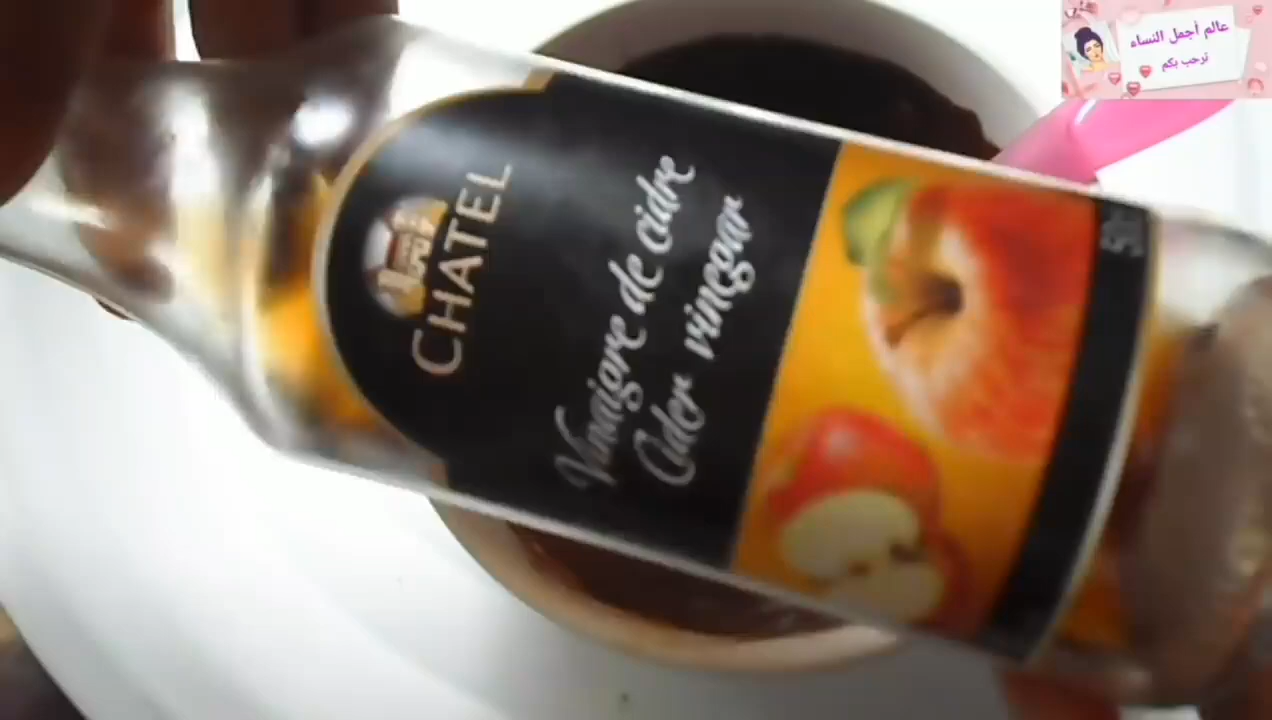 عالم أجمل النساء
ترحب بكم
CHATEL
Vinaigre de cidre
Cider vinegar